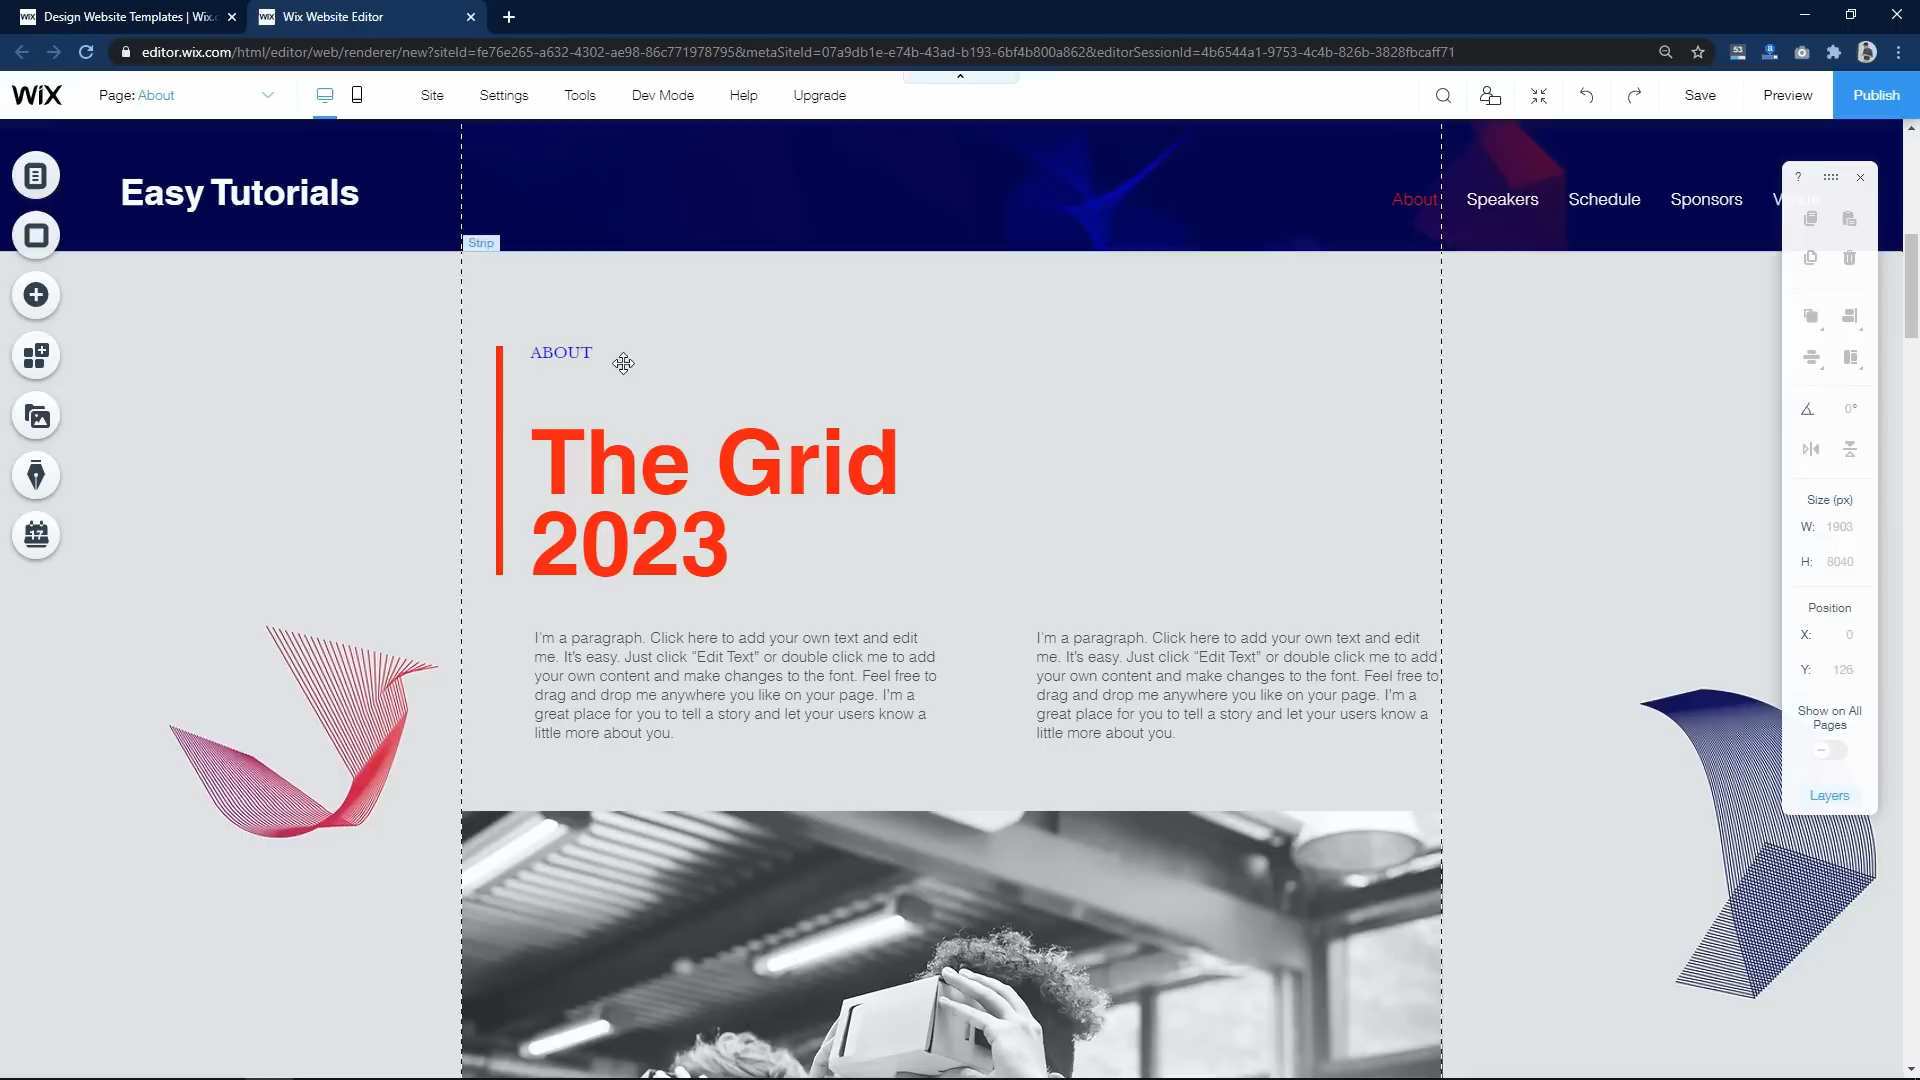 WIX Design Website Templates | Wix.c
WIX Wix Website Editor
editor.wix.com/html/editor/web/renderer/new?siteId=fe76e265-a632-4302-ae98-86c771978795&metaSiteId=07a9db1e-e74b-43ad-b193-6bf4b800a862&editorSessionId=4b6544a1-9753-4c4b-826b-3828fbcaff71
53
WiX
Page: About
Site
Settings
Tools
Dev Mode
Help
Upgrade
Save
Preview
Publish
Easy Tutorials
About
Speakers
Schedule
Sponsors
Strip
?
ABOUT
The Grid
2023
I'm a paragraph. Click here to add your own text and edit
me. It's easy. Just click “Edit Text” or double click me to add
your own content and make changes to the font. Feel free to
drag and drop me anywhere you like on your page. I'm a
great place for you to tell a story and let your users know a
little more about you.
I'm a paragraph. Click here to add your own text and edit
me. It's easy. Just click “Edit Text” or double click me to add
your own content and make changes to the font. Feel free to
drag and drop me anywhere you like on your page. I'm a
great place for you to tell a story and let your users know a
little more about you.
17
0°
Size (px)
W: 1903
H: 8040
Position
X: 0
Y: 126
Show on All
Pages
Layers